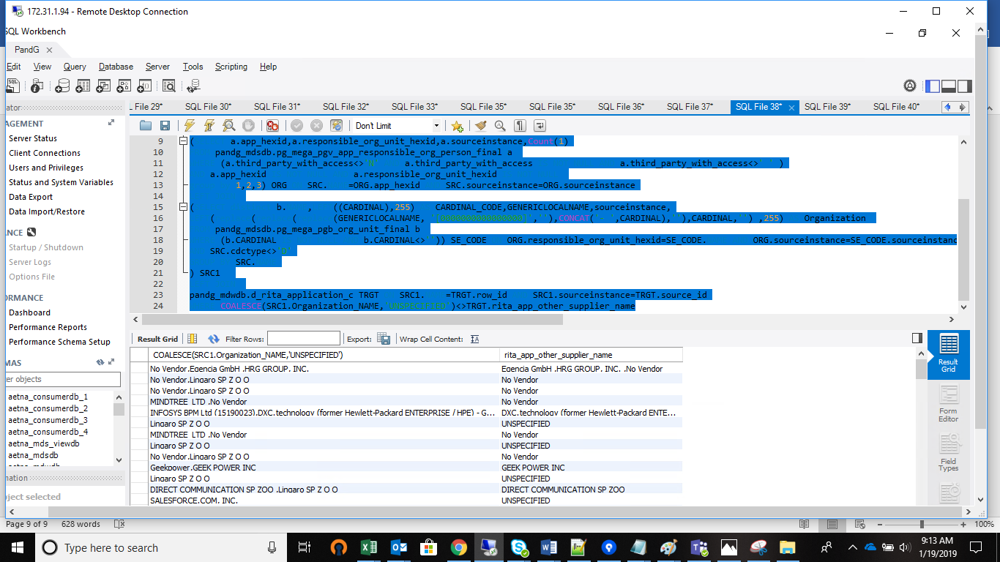 172.31.1.94 - Remote Desktop Connection
SQL Workbench
PandG
Edit View Query Database Server Tools Scripting Help
SQL File 30* SQL File 31* SQL File 32* SQL File 33* SQL File 35* SQL File 35* SQL File 36* SQL File 37* SQL File 38* SQL File 39* SQL File 40*
Don't Limit
Server Status
Client Connections
Users and Privileges
Status and System Variables
Data Export
Data Import/Restore
Startup / Shutdown
Server Logs
Options File
Dashboard
Performance Reports
Performance Schema Setup
aetna_consumerdb_1
aetna_consumerdb_2
aetna_consumerdb_3
aetna_consumerdb_4
aetna_mds_viewdb
aetna_mdsdb
9 ( a.app_hexid,a.responsible_org_unit_hexid,a.sourceinstance,Count(1)
10 pandg_mdsdb.pg_mega_pgv_app_responsible_org_person_final a
11 (a.third_party_with_access<>'N' a.third_party_with_access a.third_party_with_access<>'' )
12 a.app_hexid a.responsible_org_unit_hexid
13 1,2,3) ORG SRC. =ORG.app_hexid SRC.sourceinstance=ORG.sourceinstance
14
15 ( b. , ((CARDINAL),255) CARDINAL_CODE,GENERICLOCALNAME,sourceinstance,
16 ( ( ( (GENERICLOCALNAME, ),CONCAT( ,CARDINAL), ),CARDINAL,'') ,255) Organization
17 pandg_mdsdb.pg_mega_pgb_org_unit_final b
18 (b.CARDINAL b.CARDINAL<>'')) SE_CODE ORG.responsible_org_unit_hexid=SE_CODE. ORG.sourceinstance=SE_CODE.sourceinstanc
19 SRC.cdctype<>'D'
20 SRC.
21 ) SRC1
22
23 pandg_mdwdb.d_rita_application_c TRGT SRC1. =TRGT.row_id SRC1.sourceinstance=TRGT.source_id
24 COALESCE(SRC1.Organization_NAME,'UNSPECIFIED')<>TRGT.rita_app_other_supplier_name
Result Grid Filter Rows: Export: Wrap Cell Content:
COALESCE(SRC1.Organization_NAME,'UNSPECIFIED') rita_app_other_supplier_name
No Vendor,Egencia GmbH ,HRG GROUP, INC. Egencia GmbH ,HRG GROUP, INC. ,No Vendor
No Vendor,Lingaro SP Z O O No Vendor
No Vendor,Lingaro SP Z O O No Vendor
MINDTREE LTD ,No Vendor No Vendor
INFOSYS BPM Ltd (15190023),DXC.technology (former Hewlett-Packard ENTERPRISE / HPE) - G... DXC.technology (former Hewlett-Packard ENTE...
Lingaro SP Z O O UNSPECIFIED
MINDTREE LTD ,No Vendor No Vendor
Lingaro SP Z O O UNSPECIFIED
No Vendor,Lingaro SP Z O O No Vendor
Geekpower,GEEK POWER INC GEEK POWER INC
Lingaro SP Z O O UNSPECIFIED
DIRECT COMMUNICATION SP ZOO ,Lingaro SP Z O O DIRECT COMMUNICATION SP ZOO
SALESFORCE.COM, INC. UNSPECIFIED
Result Grid
Form Editor
Field Types
Page 9 of 9 628 words 100%
Type here to search
9:13 AM
1/19/2019